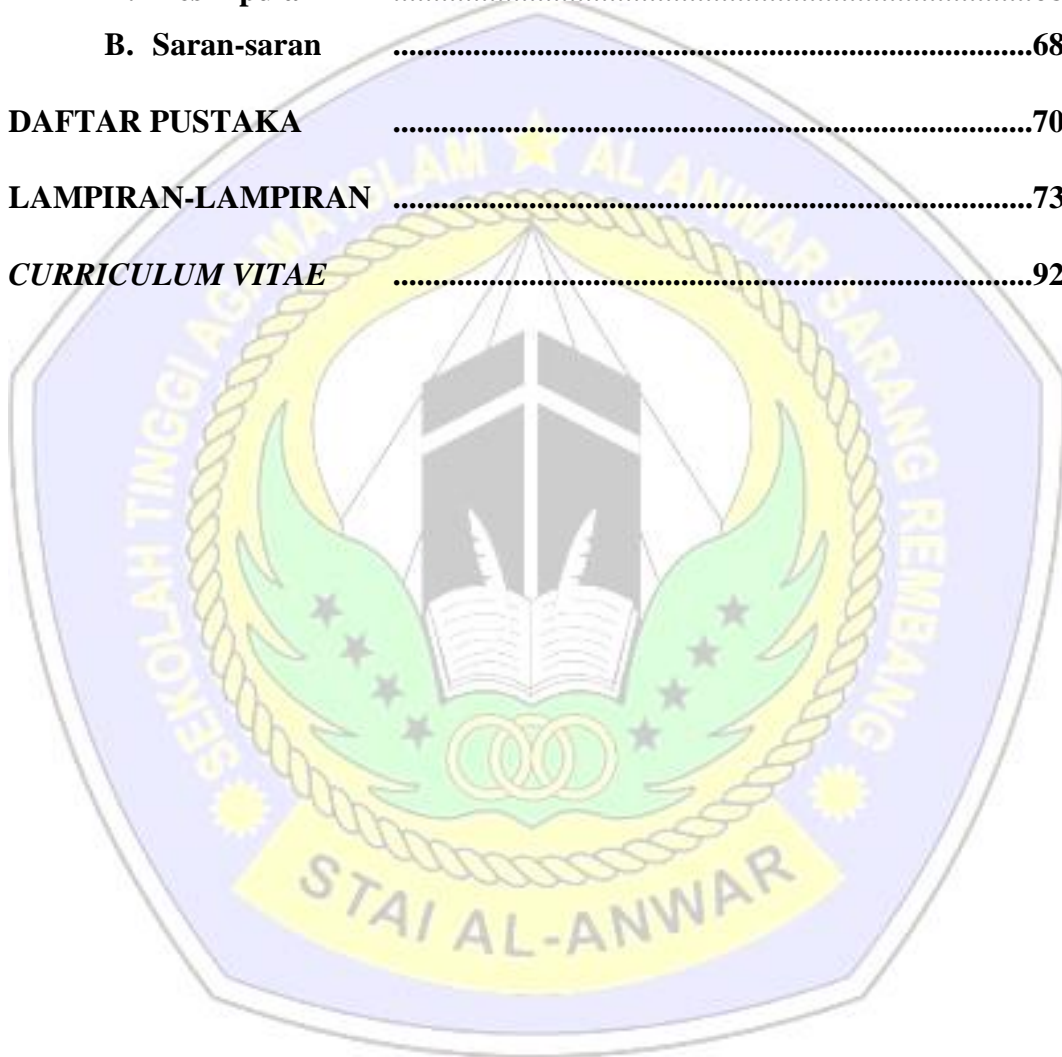 B. Saran-saran ....................................................................................................68
DAFTAR PUSTAKA ....................................................................................................70
LAMPIRAN-LAMPIRAN ....................................................................................................73
CURRICULUM VITAE ....................................................................................................92
SEKOLAH TINGGI AGAMA ISLAM ★ AL ANWAR SARANG REMBANG
STAI AL-ANWAR